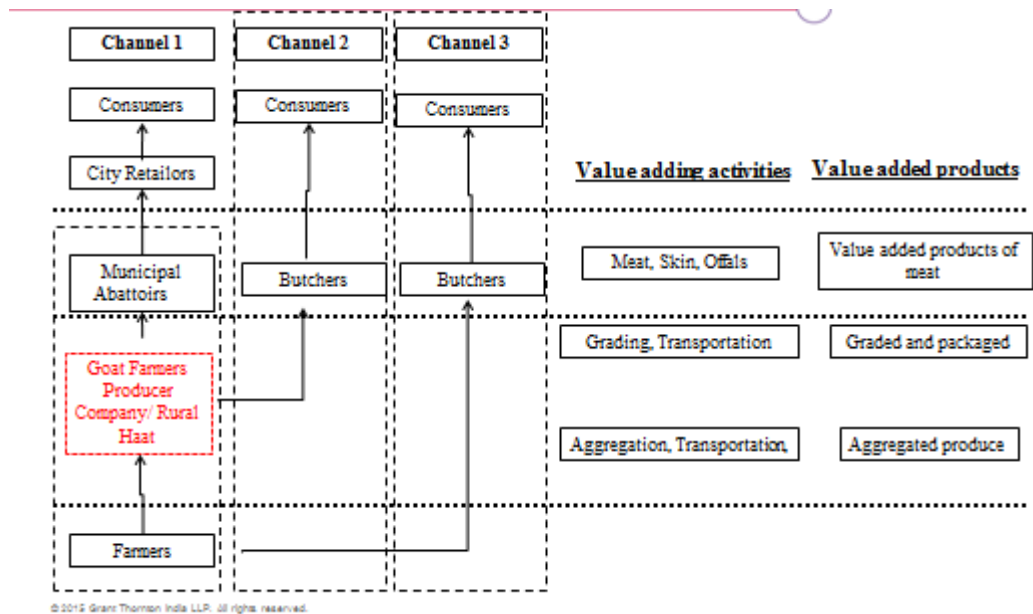 Channel 1
Channel 2
Channel 3
Consumers
Consumers
Consumers
City Retailors
Value adding activities
Value added products
Municipal
Abattoirs
Butchers
Butchers
Meat, Skin, Offals
Value added products of
meat
Goat Farmers
Producer
Company/ Rural
Haat
Grading, Transportation
Graded and packaged
Aggregation, Transportation,
Aggregated produce
Farmers
© 2015 Grant Thornton India LLP. All rights reserved.